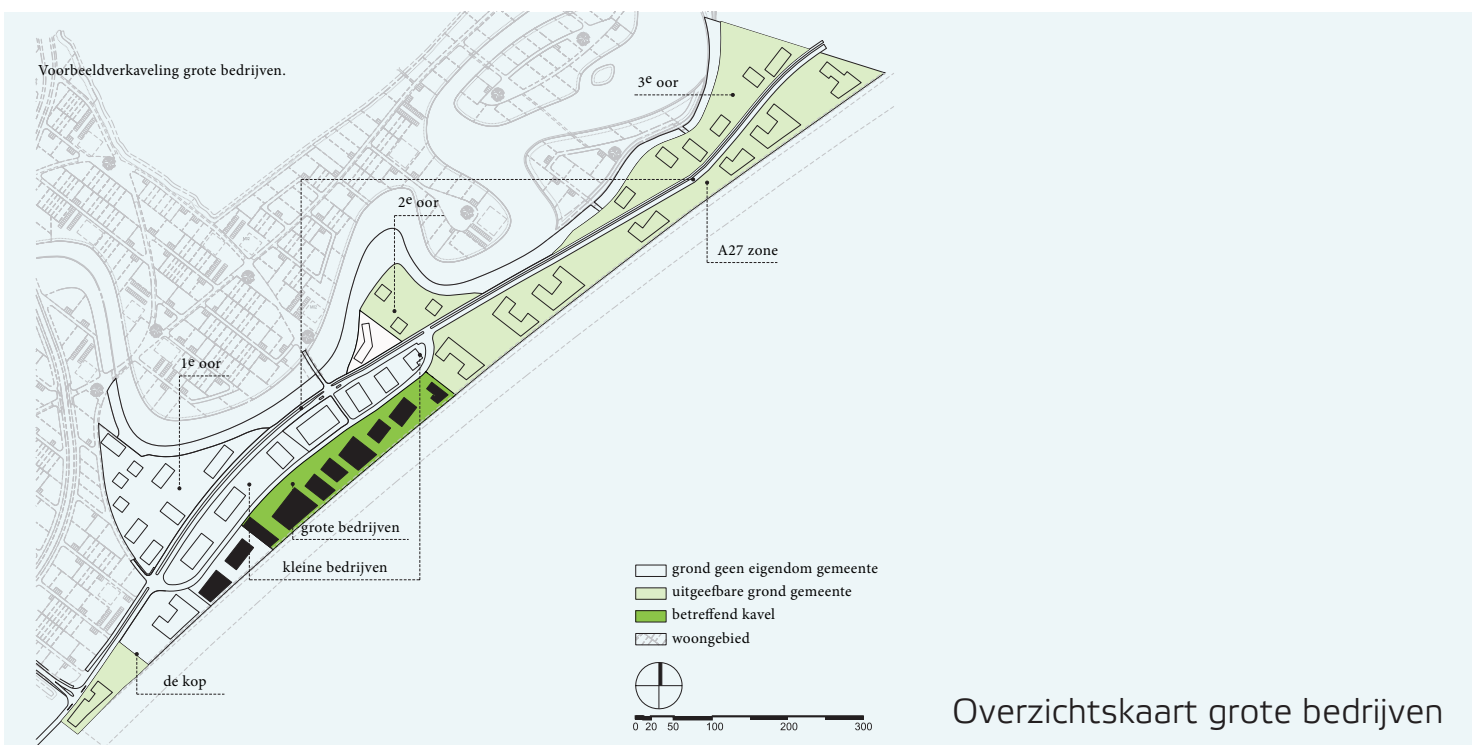 Voorbeeldverkaveling grote bedrijven.
3e oor
2e oor
A27 zone
1e oor
grote bedrijven
kleine bedrijven
de kop
grond geen eigendom gemeente
uitgeefbare grond gemeente
betreffend kavel
woongebied
0 20 50 100 200 300
Overzichtskaart grote bedrijven